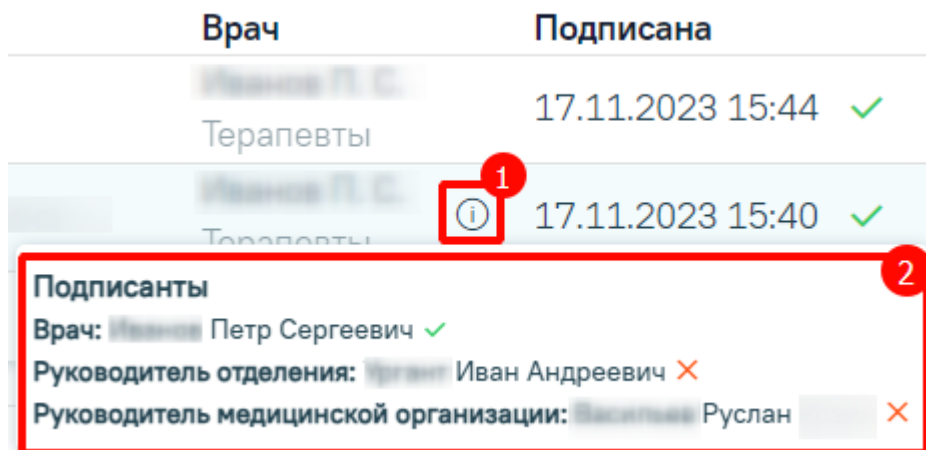 Врач Подписана
17.11.2023 15:44
Терапевты
1
i 17.11.2023 15:40
Терапевты
2
Подписанты
Врач: Петр Сергеевич
Руководитель отделения: Иван Андреевич
Руководитель медицинской организации: Руслан